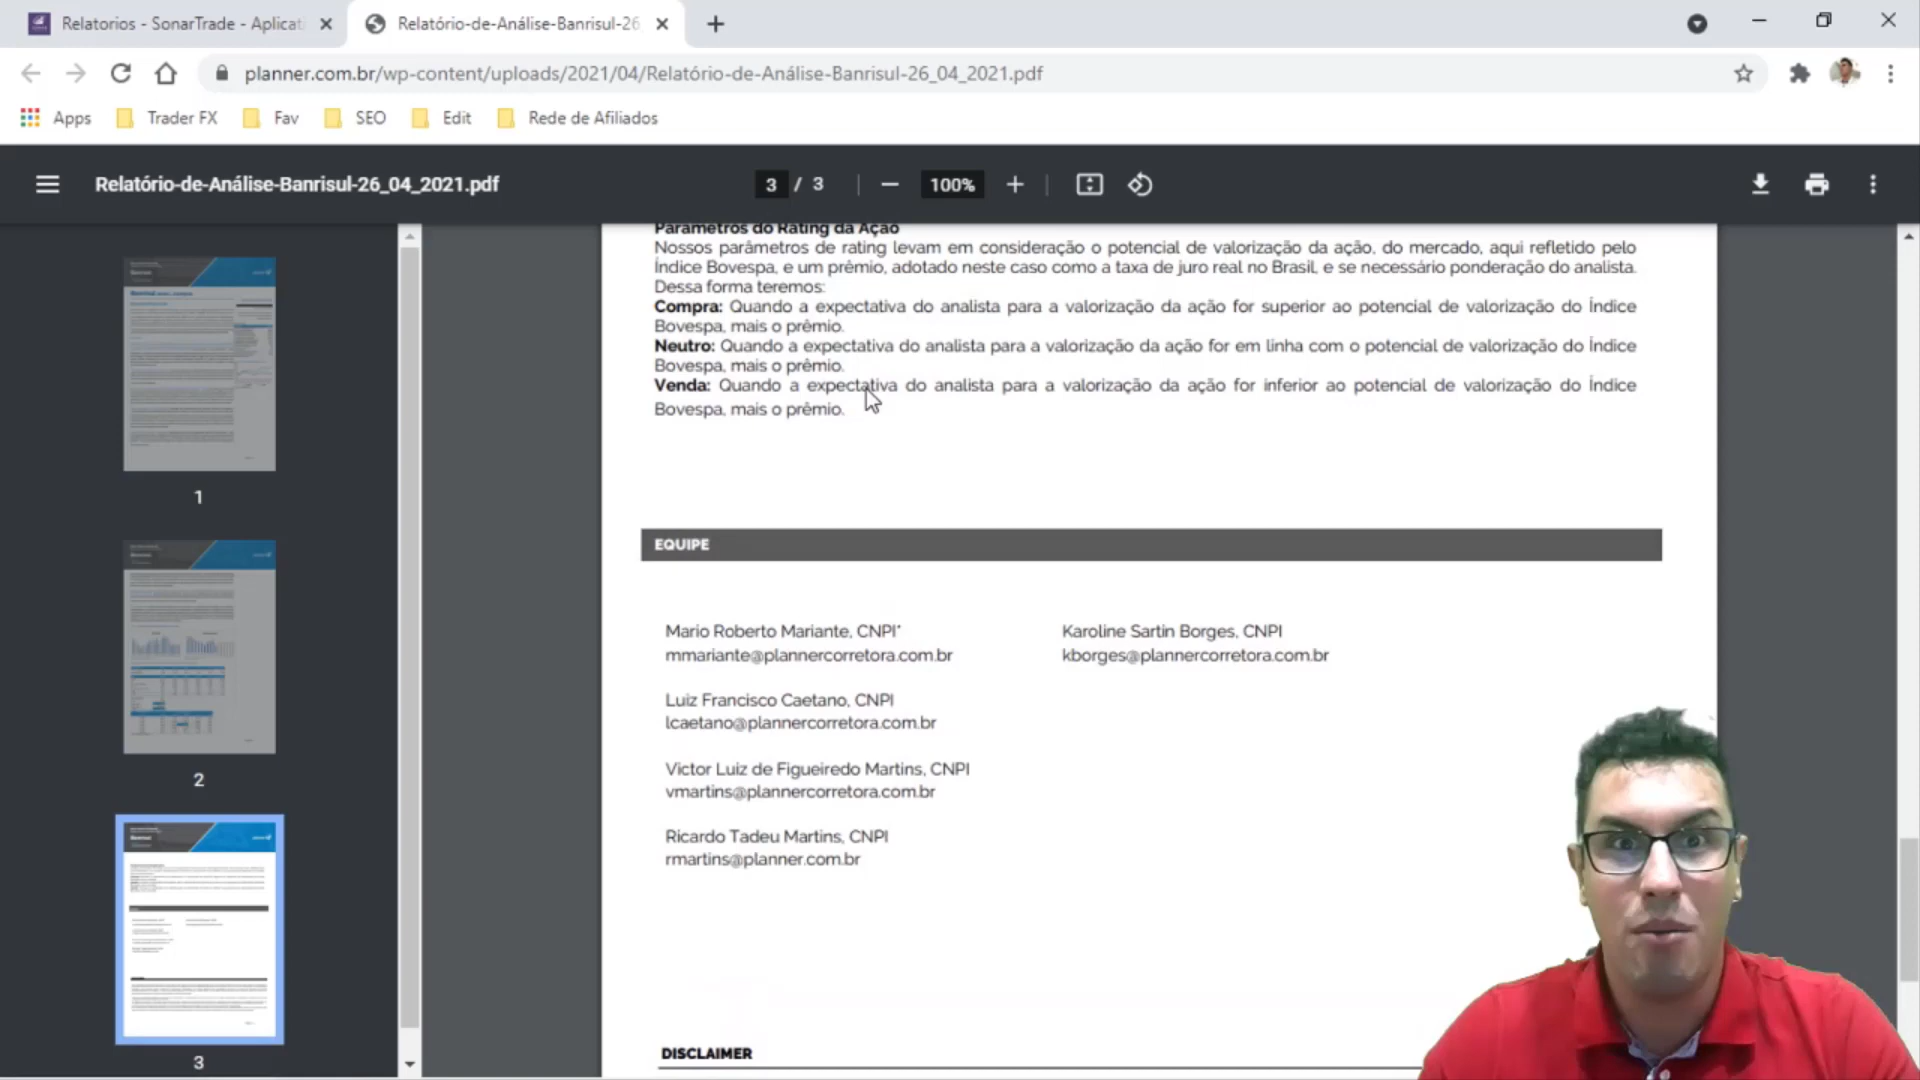 Relatorios - SonarTrade - Aplicati
Relatório-de-Análise-Banrisul-26
planner.com.br/wp-content/uploads/2021/04/Relatório-de-Análise-Banrisul-26_04_2021.pdf
Apps
Trader FX
Fav
SEO
Edit
Rede de Afiliados
Relatório-de-Análise-Banrisul-26_04_2021.pdf
3 / 3
100%
Parâmetros do Rating da Ação
Nossos parâmetros de rating levam em consideração o potencial de valorização da ação, do mercado, aqui refletido pelo
Índice Bovespa, e um prêmio, adotado neste caso como a taxa de juro real no Brasil, e se necessário ponderação do analista.
Dessa forma teremos:
Compra: Quando a expectativa do analista para a valorização da ação for superior ao potencial de valorização do Índice
Bovespa, mais o prêmio.
Neutro: Quando a expectativa do analista para a valorização da ação for em linha com o potencial de valorização do Índice
Bovespa, mais o prêmio.
Venda: Quando a expectativa do analista para a valorização da ação for inferior ao potencial de valorização do Índice
Bovespa, mais o prêmio.
EQUIPE
Mario Roberto Mariante, CNPI*
mmariante@plannercorretora.com.br
Karoline Sartin Borges, CNPI
kborges@plannercorretora.com.br
Luiz Francisco Caetano, CNPI
lcaetano@plannercorretora.com.br
Victor Luiz de Figueiredo Martins, CNPI
vmartins@plannercorretora.com.br
Ricardo Tadeu Martins, CNPI
rmartins@planner.com.br
DISCLAIMER
1
2
3